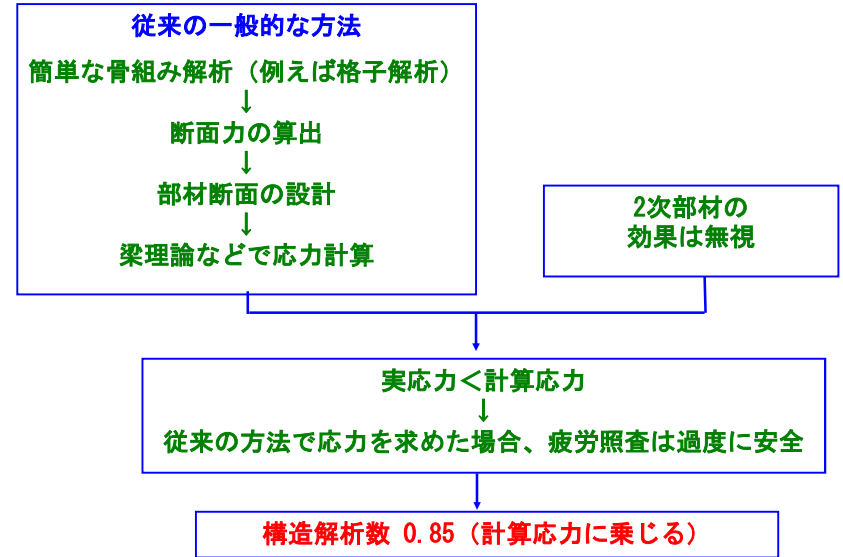 従来の一般的な方法
簡単な骨組み解析（例えば格子解析）
↓
断面力の算出
↓
部材断面の設計
↓
梁理論などで応力計算
2次部材の
効果は無視
実応力＜計算応力
↓
従来の方法で応力を求めた場合、疲労照査は過度に安全
構造解析数 0.85（計算応力に乗じる）